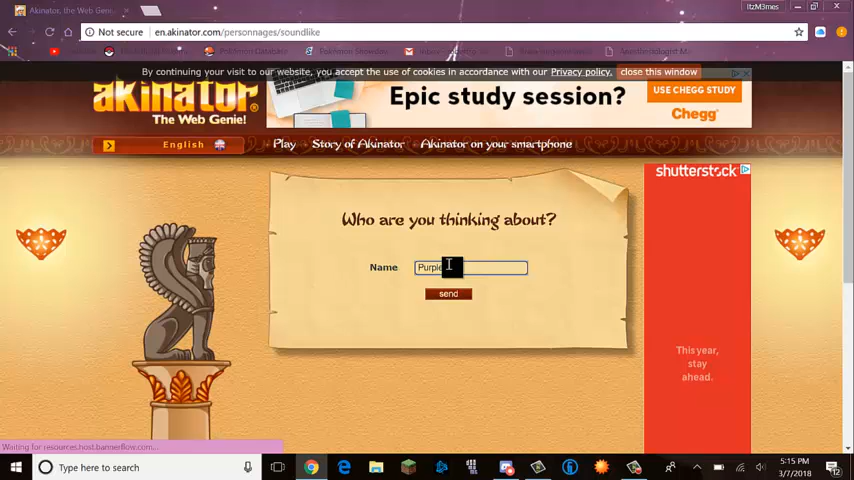 ItzM3mes
Akinator, the Web Genie!
Not secure
en.akinator.com/personnages/soundlike
Pokémon Database
Pokémon Showdown
By continuing your visit to our website, you accept the use of cookies in accordance with our Privacy policy. close this window
akinator
The Web Genie!
Epic study session?
USE CHEGG STUDY
Chegg
English
Play
Story of Akinator
Akinator on your smartphone
shutterstock
Who are you thinking about?
Name
Purple
send
This year,
stay
ahead.
Waiting for resources.host.bannerflow.com...
Type here to search
5:15 PM
3/7/2018
12